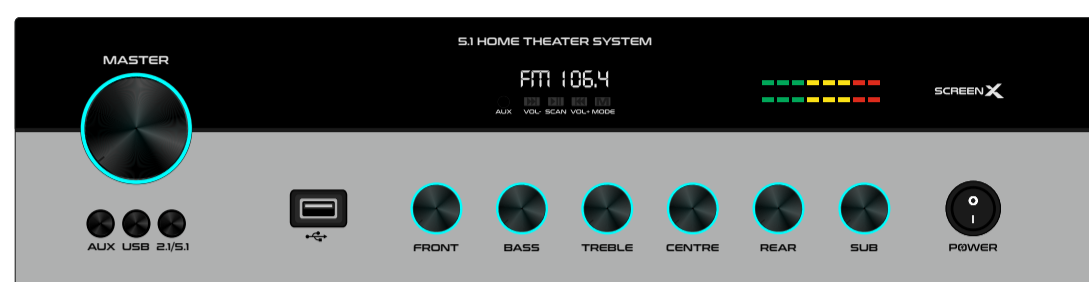 5.1 HOME THEATER SYSTEM
MASTER
FM 106.4
SCREEN X
AUX VOL- SCAN VOL+ MODE
AUX USB 2.1/5.1
FRONT BASS TREBLE CENTRE REAR SUB POWER